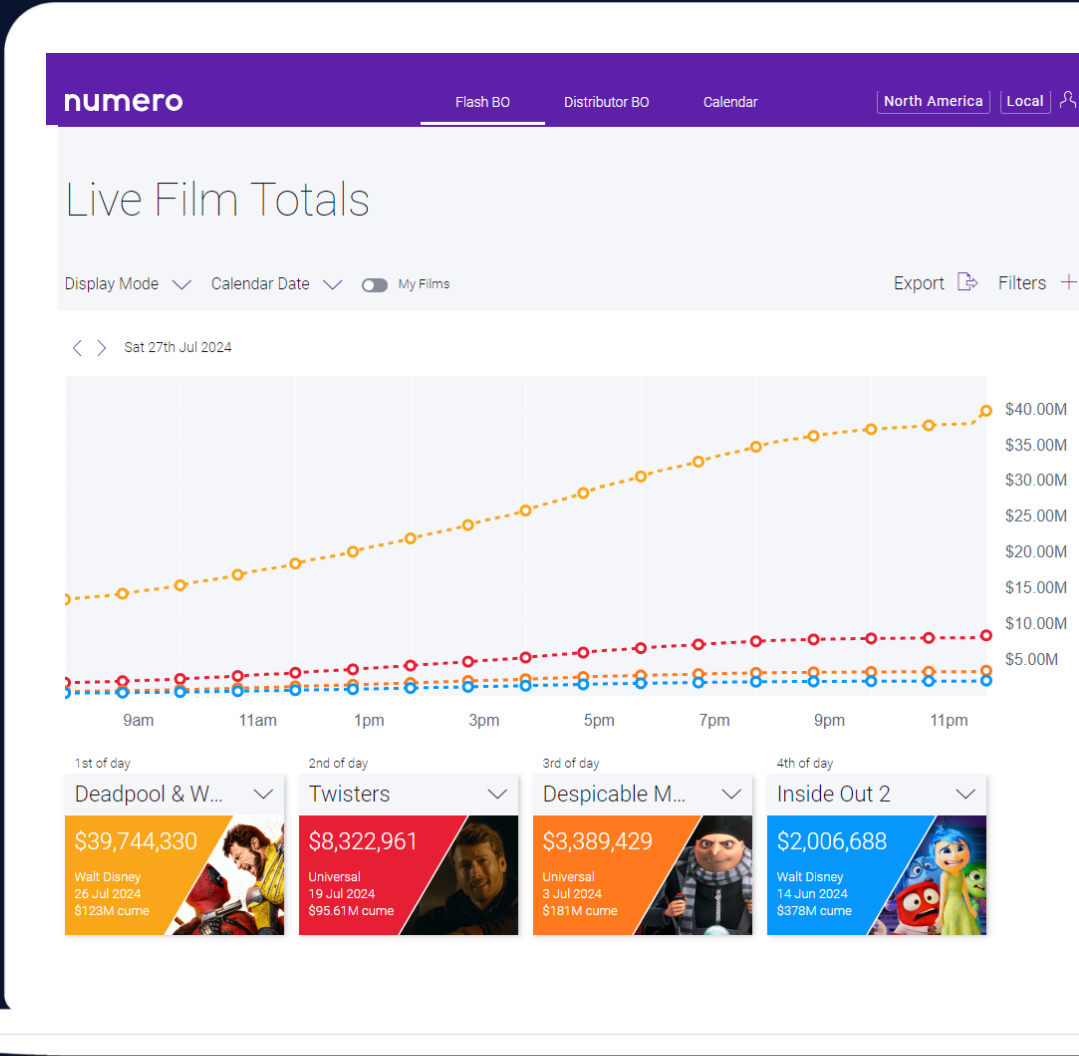 numero
Flash BO
Distributor BO
Calendar
North America
Local
Live Film Totals
Display Mode
Calendar Date
My Films
Export
Filters
Sat 27th Jul 2024
$40.00M
$35.00M
$30.00M
$25.00M
$20.00M
$15.00M
$10.00M
$5.00M
9am
11am
1pm
3pm
5pm
7pm
9pm
11pm
1st of day
Deadpool & W...
$39,744,330
Walt Disney
26 Jul 2024
$123M cume
2nd of day
Twisters
$8,322,961
Universal
19 Jul 2024
$95.61M cume
3rd of day
Despicable M...
$3,389,429
Universal
3 Jul 2024
$181M cume
4th of day
Inside Out 2
$2,006,688
Walt Disney
14 Jun 2024
$378M cume